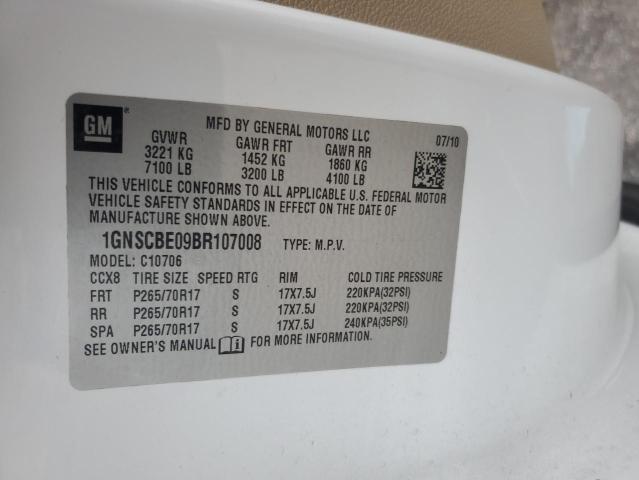 GM
MFD BY GENERAL MOTORS LLC 07/10
GVWR GAWR FRT GAWR RR
3221 KG 1452 KG 1860 KG
7100 LB 3200 LB 4100 LB
THIS VEHICLE CONFORMS TO ALL APPLICABLE U.S. FEDERAL MOTOR
VEHICLE SAFETY STANDARDS IN EFFECT ON THE DATE OF
MANUFACTURE SHOWN ABOVE.
1GNSCBE09BR107008 TYPE: M.P.V.
MODEL: C10706
CCX8 TIRE SIZE SPEED RTG RIM COLD TIRE PRESSURE
FRT P265/70R17 S 17X7.5J 220KPA(32PSI)
RR P265/70R17 S 17X7.5J 220KPA(32PSI)
SPA P265/70R17 S 17X7.5J 240KPA(35PSI)
SEE OWNER'S MANUAL FOR MORE INFORMATION.